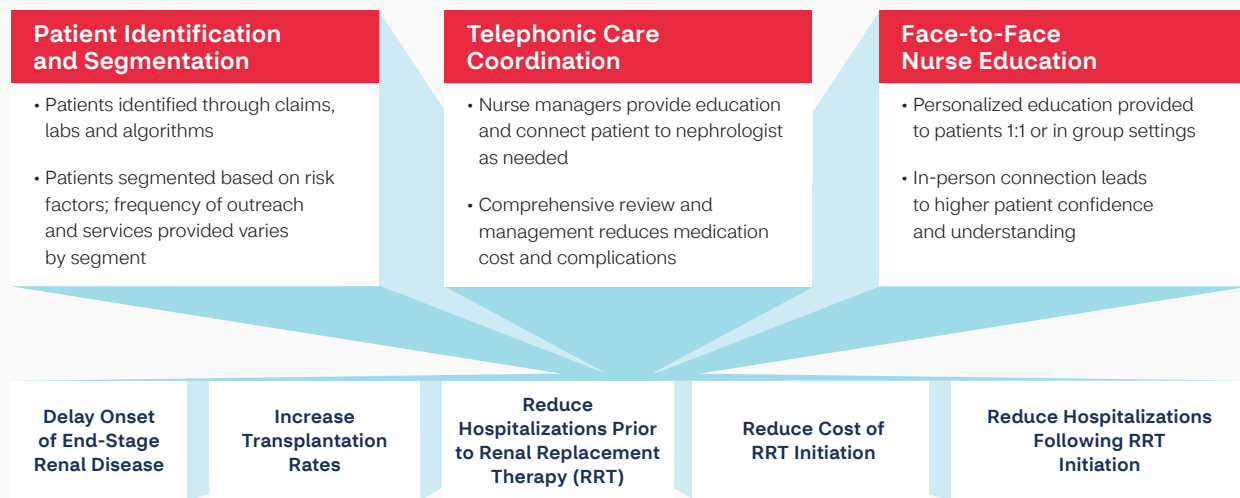 Patient Identification
and Segmentation
• Patients identified through claims,
labs and algorithms
• Patients segmented based on risk
factors; frequency of outreach
and services provided varies
by segment
Telephonic Care
Coordination
• Nurse managers provide education
and connect patient to nephrologist
as needed
• Comprehensive review and
management reduces medication
cost and complications
Face-to-Face
Nurse Education
• Personalized education provided
to patients 1:1 or in group settings
• In-person connection leads
to higher patient confidence
and understanding
Delay Onset
of End-Stage
Renal Disease
Increase
Transplantation
Rates
Reduce
Hospitalizations Prior
to Renal Replacement
Therapy (RRT)
Reduce Cost of
RRT Initiation
Reduce Hospitalizations
Following RRT
Initiation